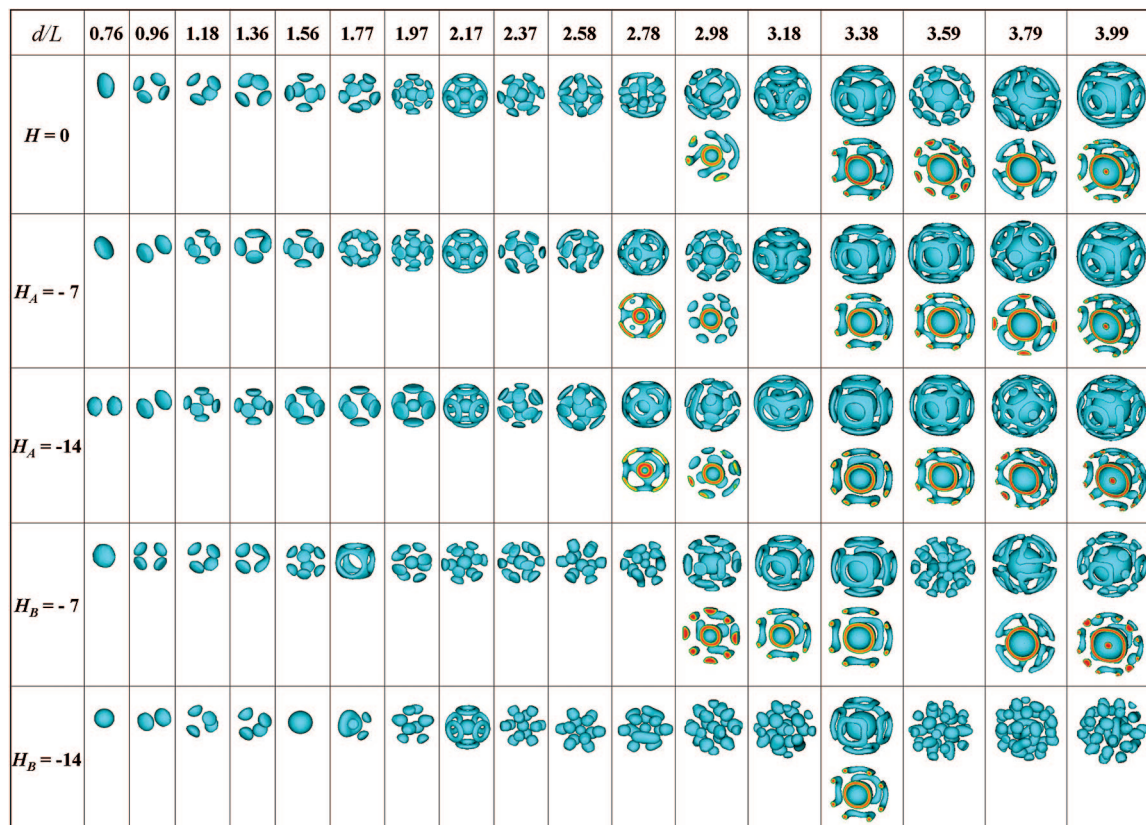 d/L 0.76 0.96 1.18 1.36 1.56 1.77 1.97 2.17 2.37 2.58 2.78 2.98 3.18 3.38 3.59 3.79 3.99
H = 0
H_A = - 7
H_A = -14
H_B = -7
H_B = -14